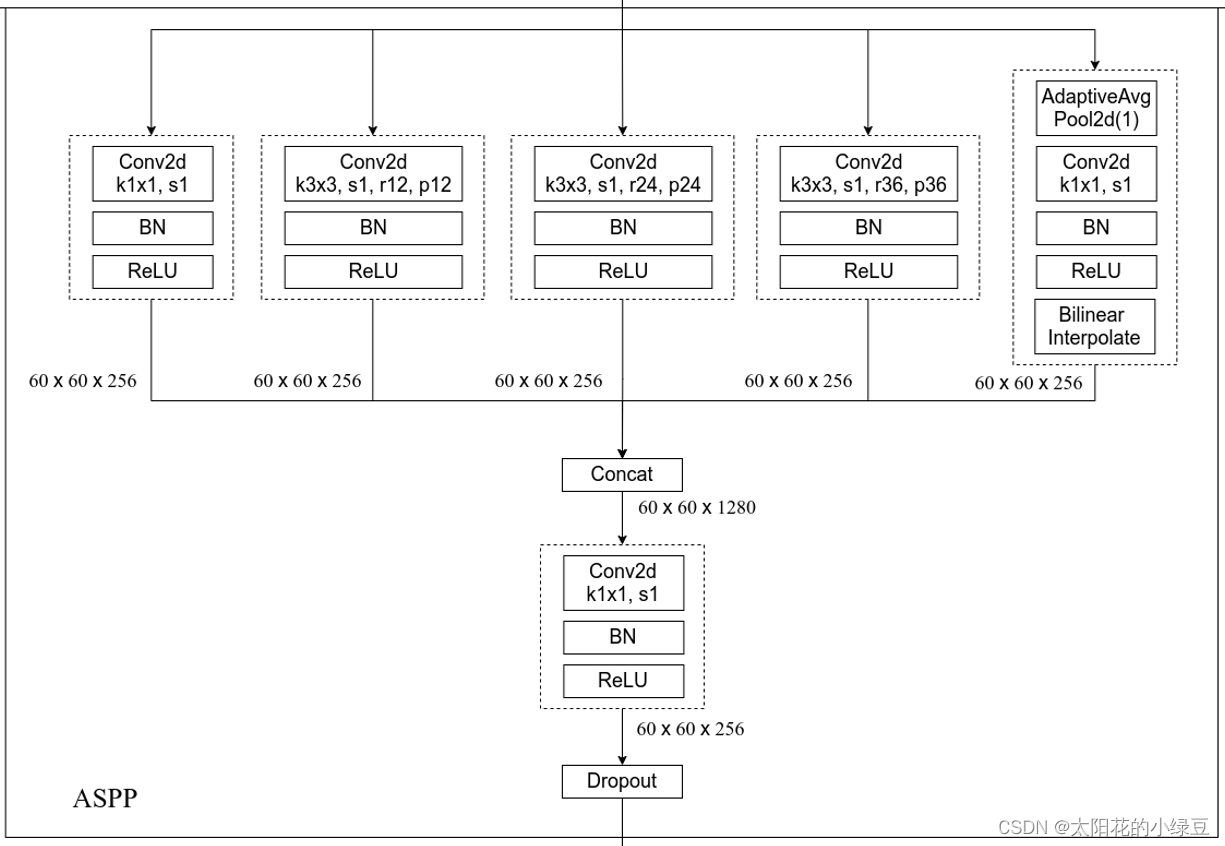 Conv2d
k1x1, s1
BN
ReLU
60 x 60 x 256
Conv2d
k3x3, s1, r12, p12
BN
ReLU
60 x 60 x 256
Conv2d
k3x3, s1, r24, p24
BN
ReLU
60 x 60 x 256
Conv2d
k3x3, s1, r36, p36
BN
ReLU
60 x 60 x 256
AdaptiveAvg
Pool2d(1)
Conv2d
k1x1, s1
BN
ReLU
Bilinear
Interpolate
60 x 60 x 256
Concat
60 x 60 x 1280
Conv2d
k1x1, s1
BN
ReLU
60 x 60 x 256
Dropout
ASPP
CSDN @太阳花的小绿豆